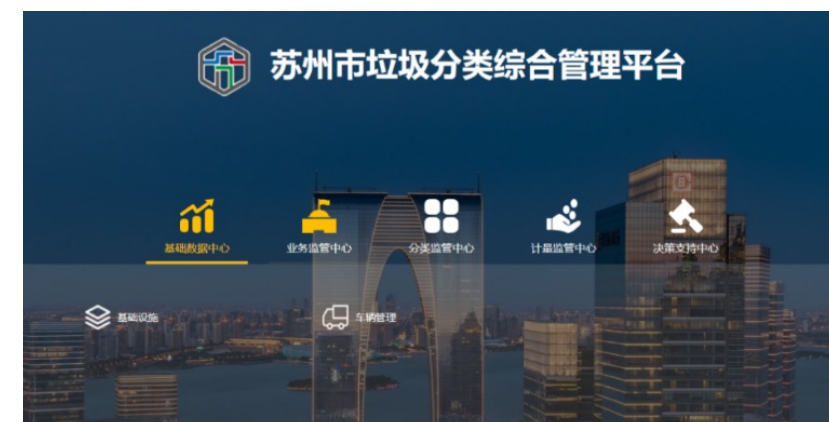 苏州市垃圾分类综合管理平台
基础数据中心
业务监管中心
分类监管中心
计量监管中心
决策支持中心
基础设施
车辆管理